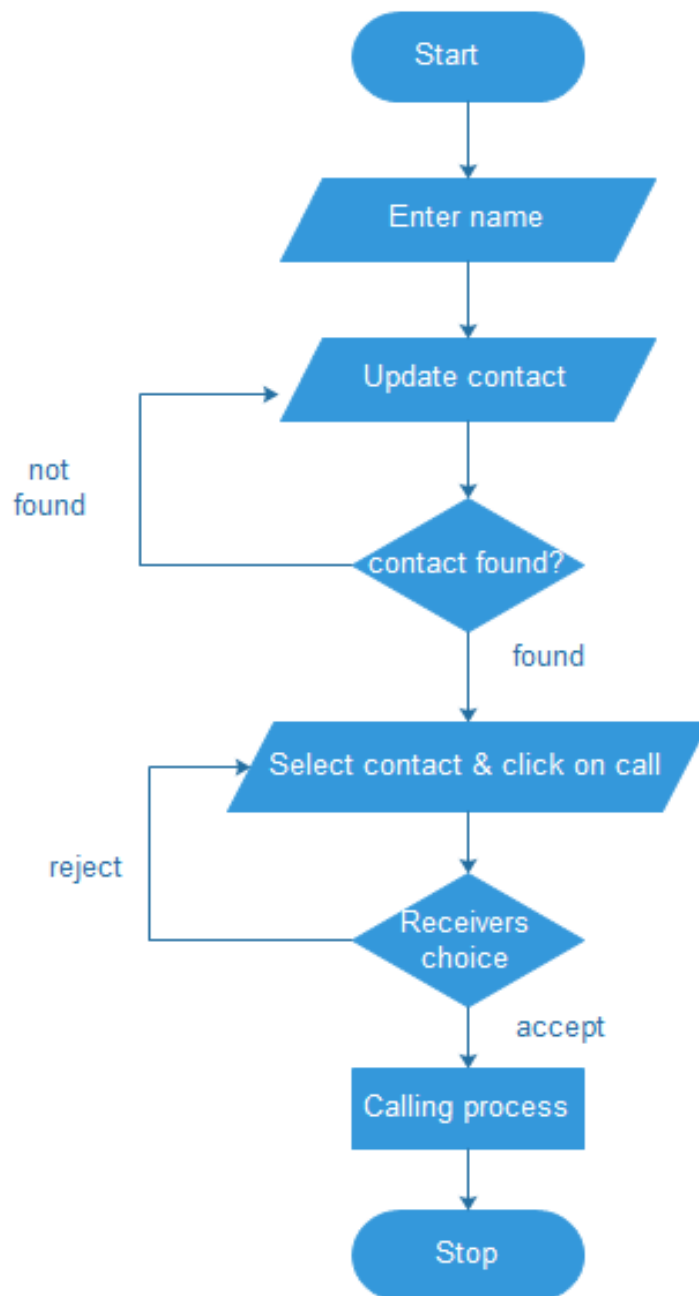 Start
Enter name
Update contact
not
found
contact found?
found
Select contact & click on call
reject
Receivers
choice
accept
Calling process
Stop